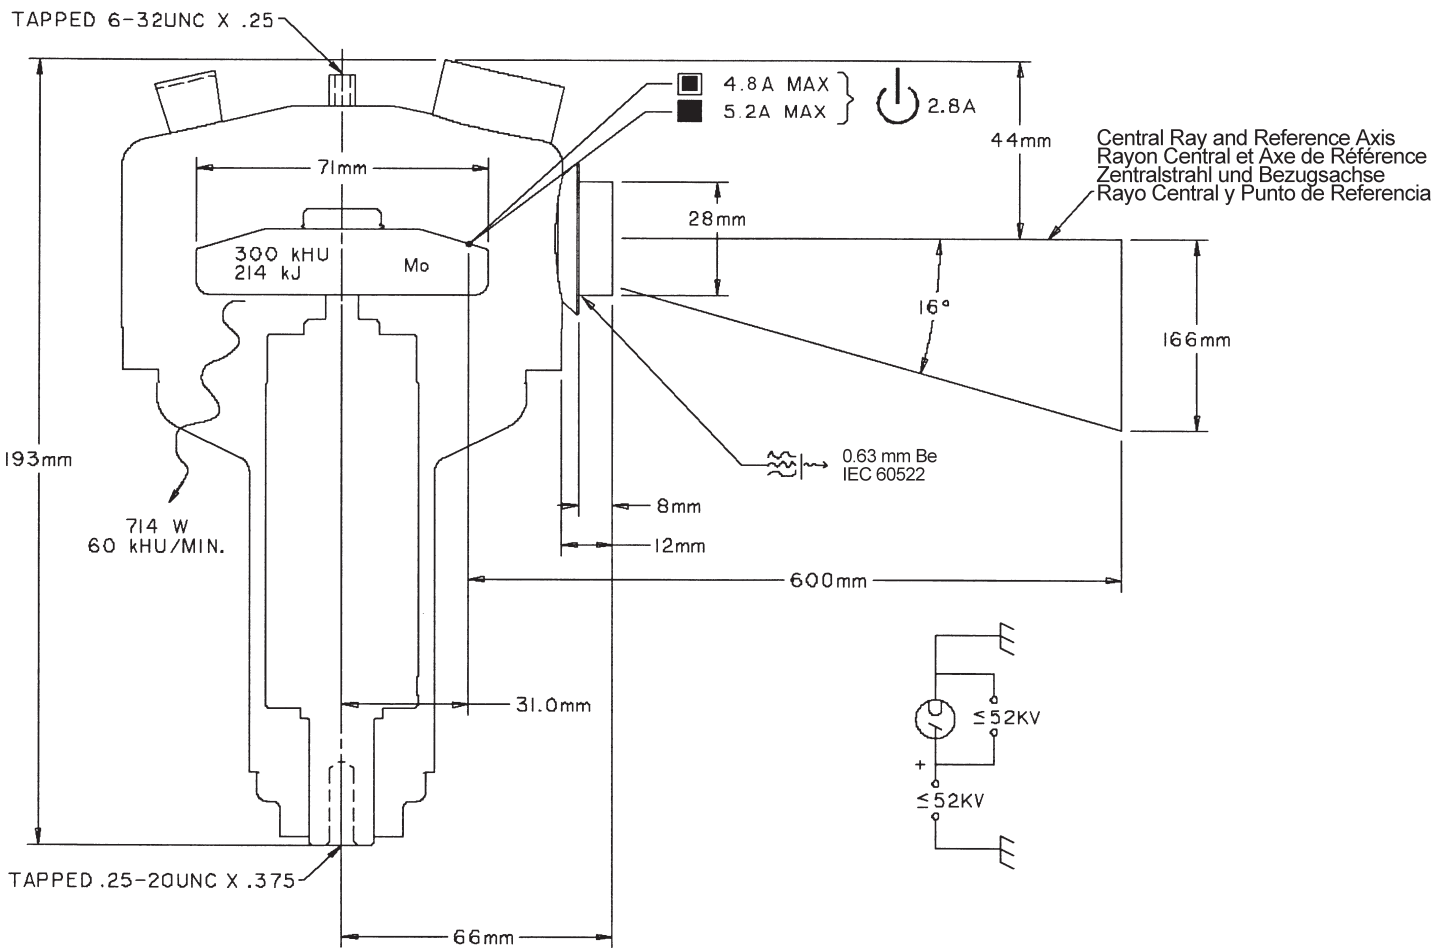 TAPPED 6-32UNC X .25
4.8A MAX
5.2A MAX
2.8A
44mm
Central Ray and Reference Axis
Rayon Central et Axe de Référence
Zentralstrahl und Bezugsachse
Rayo Central y Punto de Referencia
71mm
28mm
300 kHU
214 kJ
Mo
16°
166mm
193mm
0.63 mm Be
IEC 60522
714 W
60 kHU/MIN.
8mm
12mm
600mm
31.0mm
≤52KV
+
≤52KV
TAPPED .25-20UNC X .375
66mm